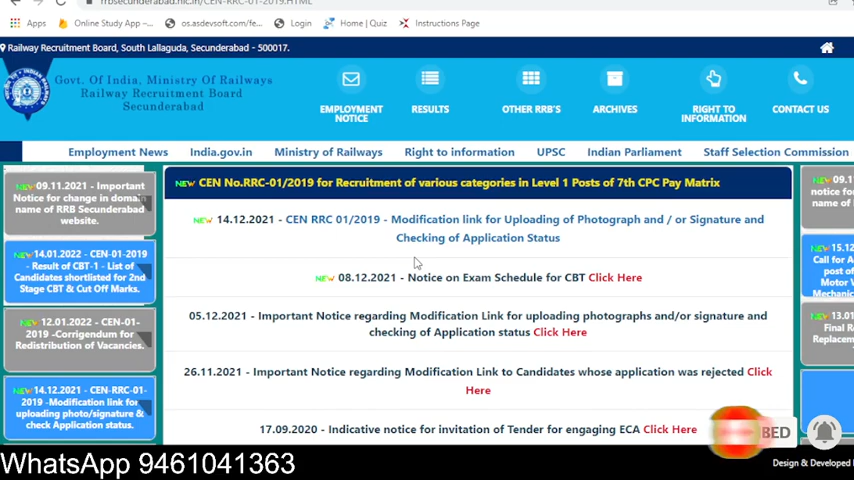 rrbsecunderabad.nic.in/CEN-RRC-01-2019.HTML
Apps
Online Study App –...
os.asdevsoft.com/fe...
Login
Home | Quiz
Instructions Page
Railway Recruitment Board, South Lallaguda, Secunderabad - 500017.
Govt. Of India, Ministry Of Railways
Railway Recruitment Board
Secunderabad
EMPLOYMENT
NOTICE
RESULTS
OTHER RRB'S
ARCHIVES
RIGHT TO
INFORMATION
CONTACT US
Employment News
India.gov.in
Ministry of Railways
Right to information
UPSC
Indian Parliament
Staff Selection Commission
NEW 09.11.2021 - Important
Notice for change in domain
name of RRB Secunderabad
website.
NEW 14.01.2022 - CEN-01-2019
- Result of CBT-1 - List of
Candidates shortlisted for 2nd
Stage CBT & Cut Off Marks.
NEW 12.01.2022 - CEN-01-
2019 -Corrigendum for
Redistribution of Vacancies.
NEW 14.12.2021 - CEN-RRC-01-
2019 -Modification link for
uploading photo/signature &
check Application status.
NEW CEN No.RRC-01/2019 for Recruitment of various categories in Level 1 Posts of 7th CPC Pay Matrix
NEW 14.12.2021 - CEN RRC 01/2019 - Modification link for Uploading of Photograph and / or Signature and
Checking of Application Status
NEW 08.12.2021 - Notice on Exam Schedule for CBT Click Here
05.12.2021 - Important Notice regarding Modification Link for uploading photographs and/or signature and
checking of Application status Click Here
26.11.2021 - Important Notice regarding Modification Link to Candidates whose application was rejected Click
Here
17.09.2020 - Indicative notice for invitation of Tender for engaging ECA Click Here
NEW 09.1
notice for
name of R
NEW 15.12
Call for A
post of
Motor V
Mechani
NEW 13.01
Final R
Replacem
BED
WhatsApp 9461041363
Design & Developed